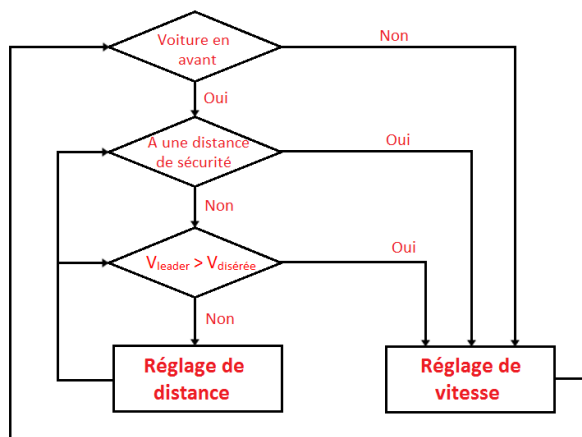 Voiture en
avant
Non
Oui
A une distance
de sécurité
Oui
Non
Vleader > Vdisérée
Oui
Non
Réglage de
distance
Réglage de
vitesse